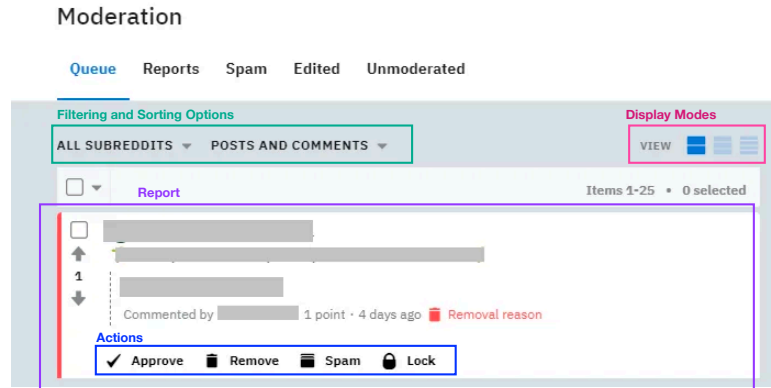 Moderation
Queue Reports Spam Edited Unmoderated
Filtering and Sorting Options Display Modes
ALL SUBREDDITS POSTS AND COMMENTS VIEW
Report Items 1-25 • 0 selected
1
Commented by 1 point · 4 days ago Removal reason
Actions
Approve Remove Spam Lock